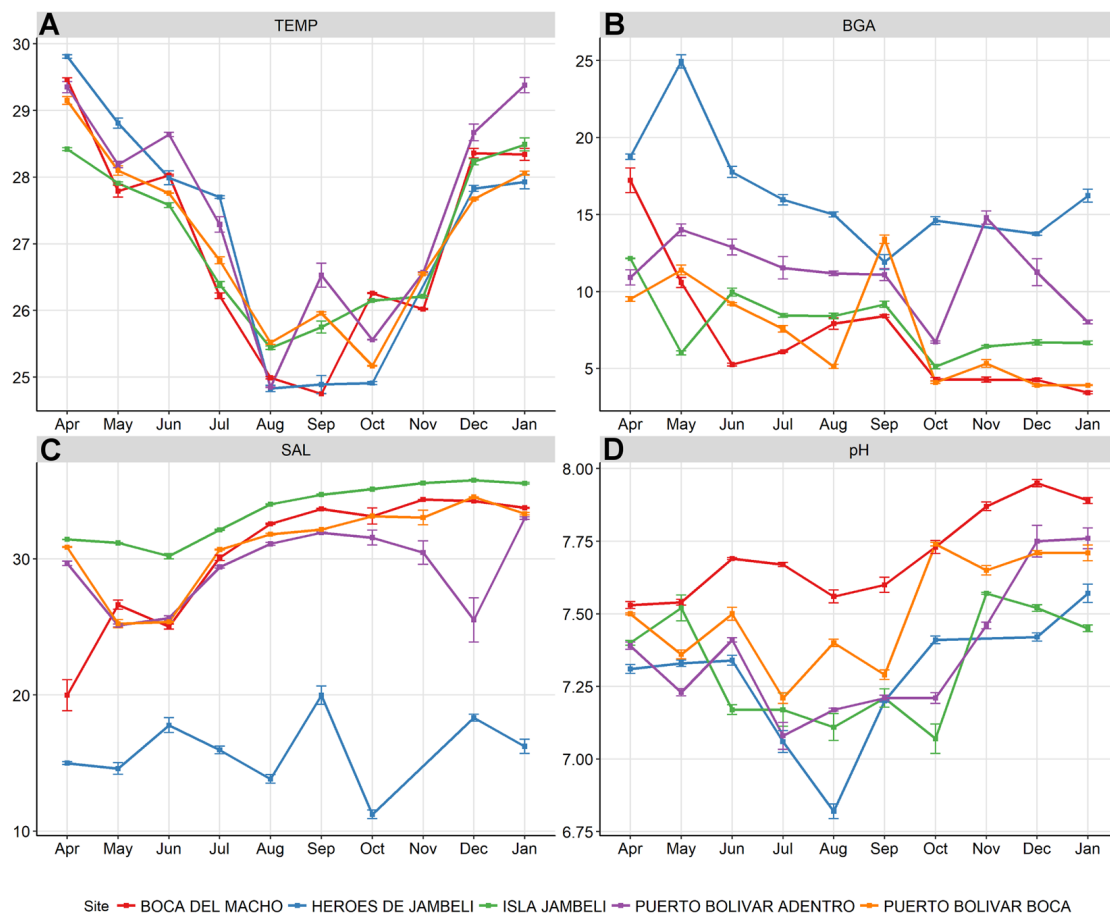 A TEMP
30
29
28
27
26
25
Apr May Jun Jul Aug Sep Oct Nov Dec Jan
B BGA
25
20
15
10
5
Apr May Jun Jul Aug Sep Oct Nov Dec Jan
C SAL
30
20
10
Apr May Jun Jul Aug Sep Oct Nov Dec Jan
D pH
8.00
7.75
7.50
7.25
7.00
6.75
Apr May Jun Jul Aug Sep Oct Nov Dec Jan
Site BOCA DEL MACHO HEROES DE JAMBELI ISLA JAMBELI PUERTO BOLIVAR ADENTRO PUERTO BOLIVAR BOCA